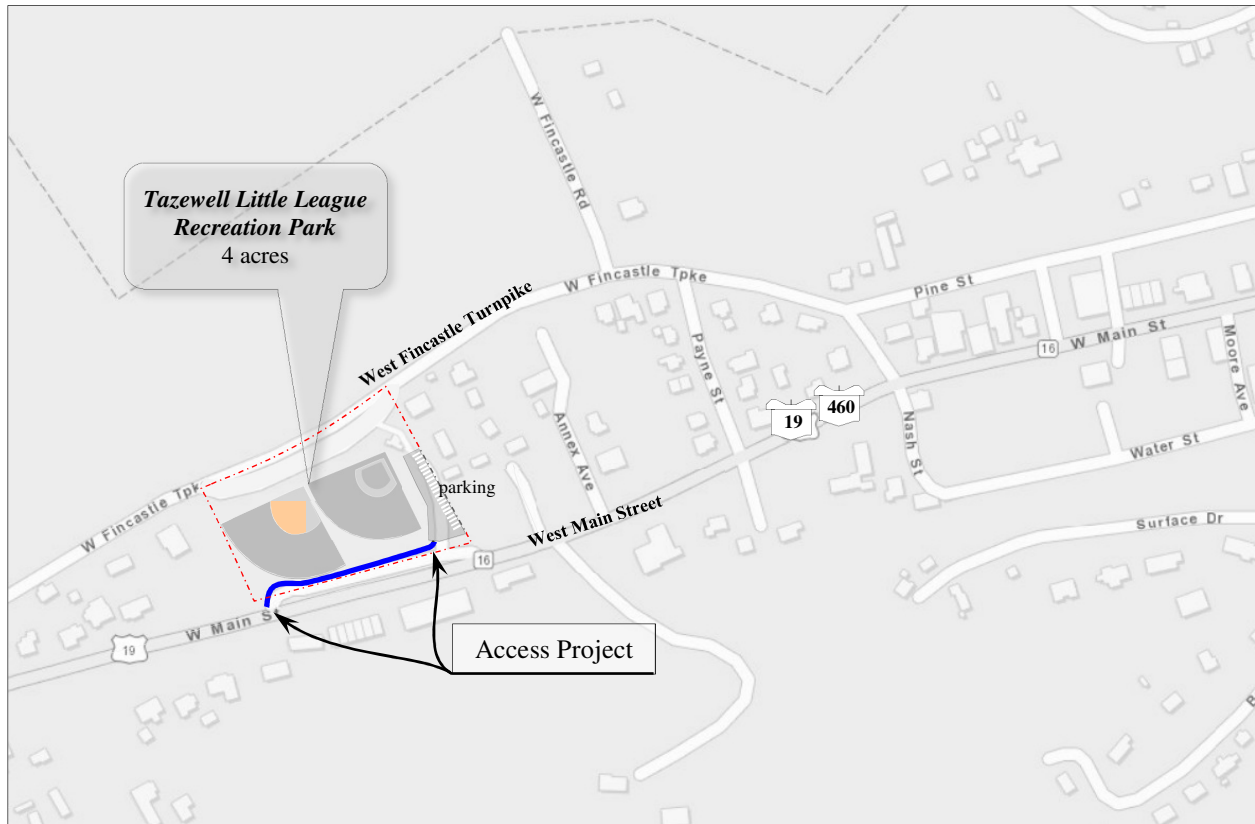 W Fincastle Rd
Tazewell Little League
Recreation Park
4 acres
W Fincastle Tpke
Pine St
West Fincastle Turnpike
W Main St
16
Moore Ave
Payne St
19
460
Annex Ave
Nash St
Water St
parking
W Fincastle Tpk
West Main Street
Surface Dr
16
W Main S
19
Access Project